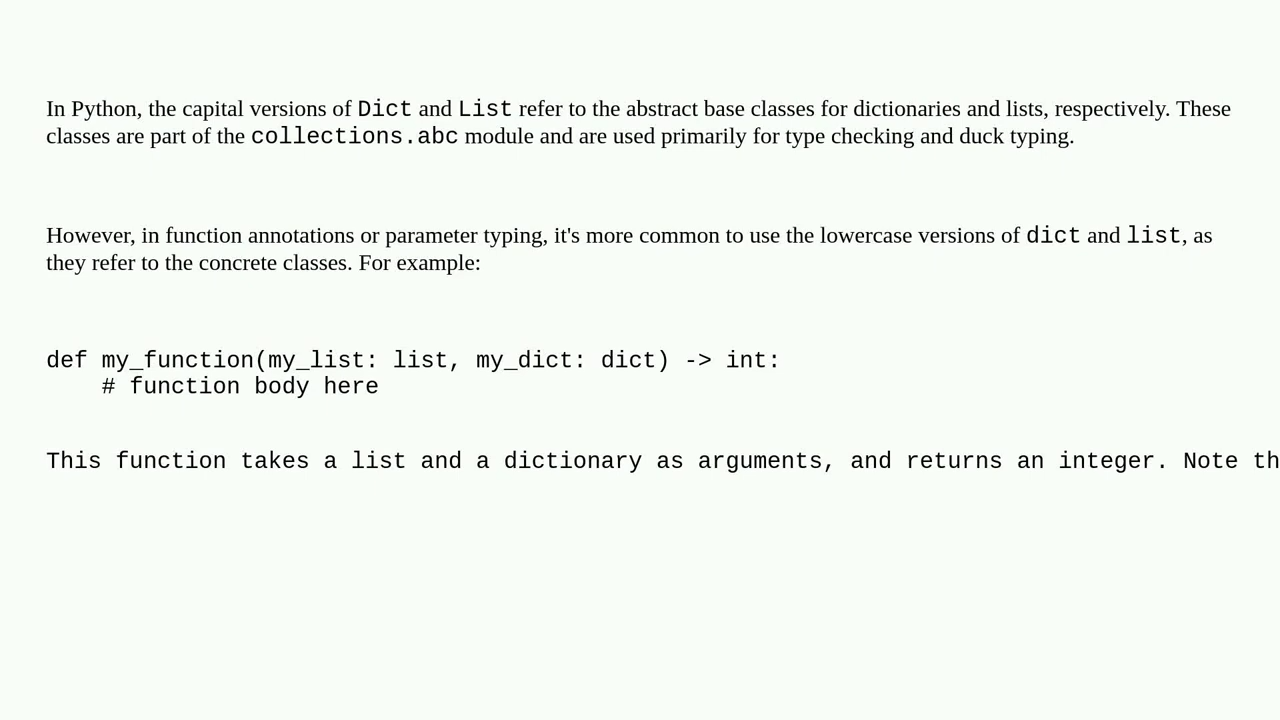 In Python, the capital versions of Dict and List refer to the abstract base classes for dictionaries and lists, respectively. These
classes are part of the collections.abc module and are used primarily for type checking and duck typing.
However, in function annotations or parameter typing, it's more common to use the lowercase versions of dict and list, as
they refer to the concrete classes. For example:
def my_function(my_list: list, my_dict: dict) -> int:
    # function body here
This function takes a list and a dictionary as arguments, and returns an integer. Note th